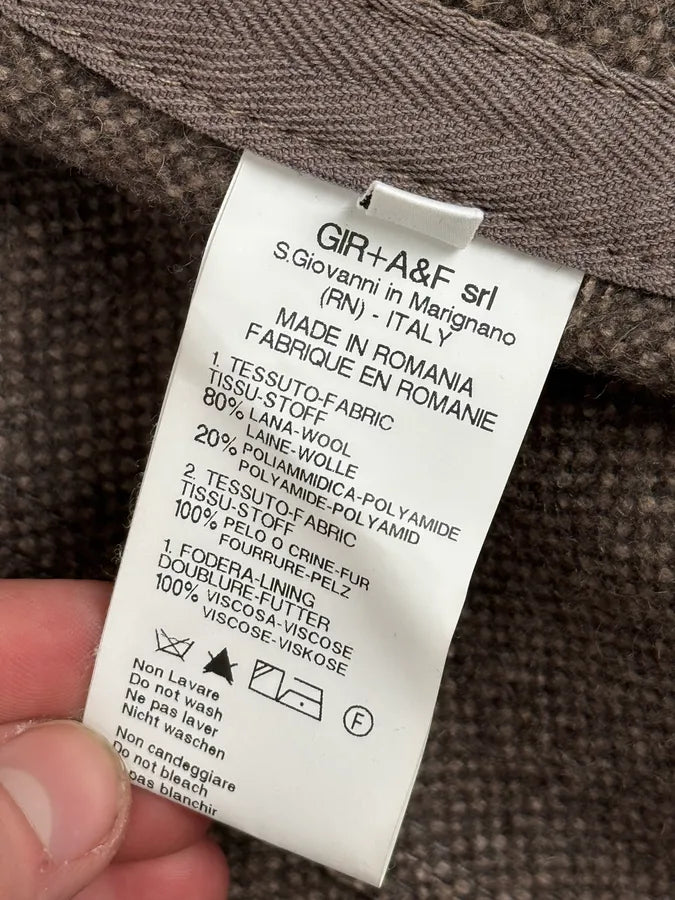 GIR+A&F srl
S.Giovanni in Marignano
(RN) - ITALY
MADE IN ROMANIA
FABRIQUE EN ROMANIE
1. TESSUTO-FABRIC
TISSU-STOFF
80% LANA-WOOL
LAINE-WOLLE
20% POLIAMMIDICA-POLYAMIDE
POLYAMIDE-POLYAMID
2. TESSUTO-FABRIC
TISSU-STOFF
100% PELO O CRINE-FUR
FOURRURE-PELZ
1. FODERA-LINING
DOUBLURE-FUTTER
100% VISCOSA-VISCOSE
VISCOSE-VISKOSE
F
Non Lavare
Do not wash
Ne pas laver
Nicht waschen
Non candeggiare
Do not bleach
pas blanchir